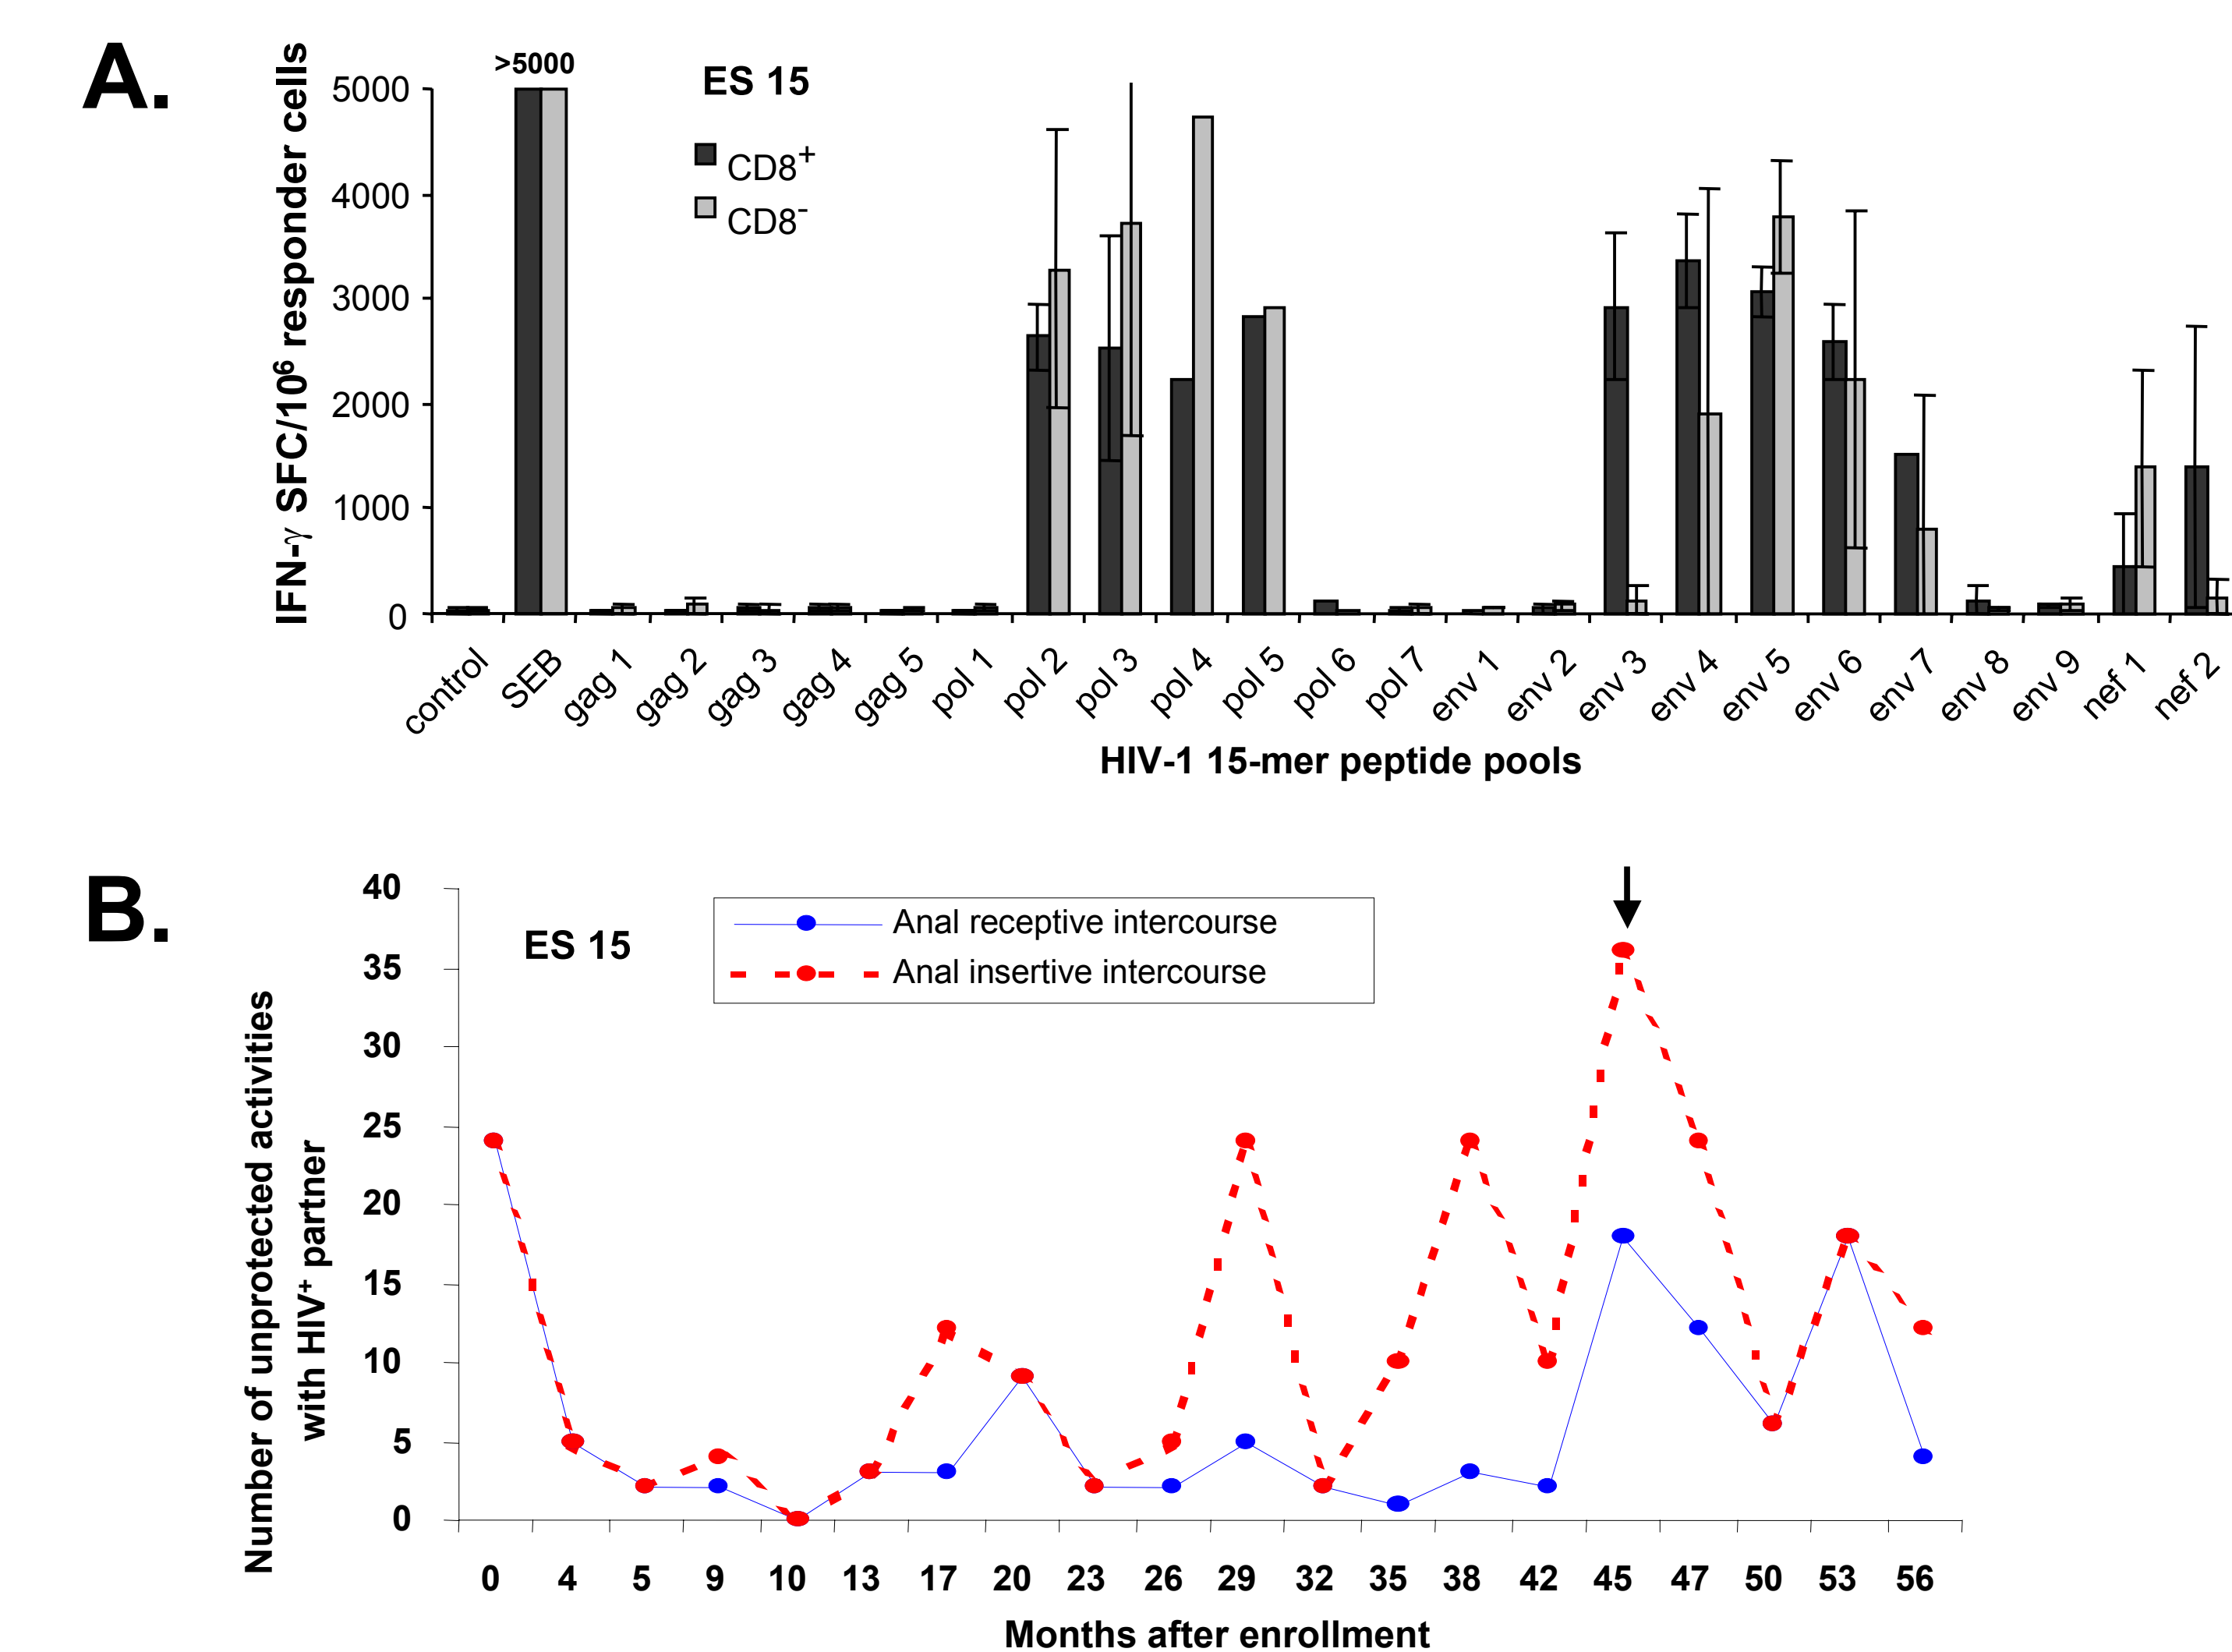 A.
>5000
ES 15
CD8+
CD8-
IFN-γ SFC/10⁶ responder cells
5000
4000
3000
2000
1000
0
control SEB gag 1 gag 2 gag 3 gag 4 gag 5 pol 1 pol 2 pol 3 pol 4 pol 5 pol 6 pol 7 env 1 env 2 env 3 env 4 env 5 env 6 env 7 env 8 env 9 nef 1 nef 2
HIV-1 15-mer peptide pools
B.
ES 15
Anal receptive intercourse
Anal insertive intercourse
Number of unprotected activities
with HIV⁺ partner
40
35
30
25
20
15
10
5
0
0 4 5 9 10 13 17 20 23 26 29 32 35 38 42 45 47 50 53 56
Months after enrollment